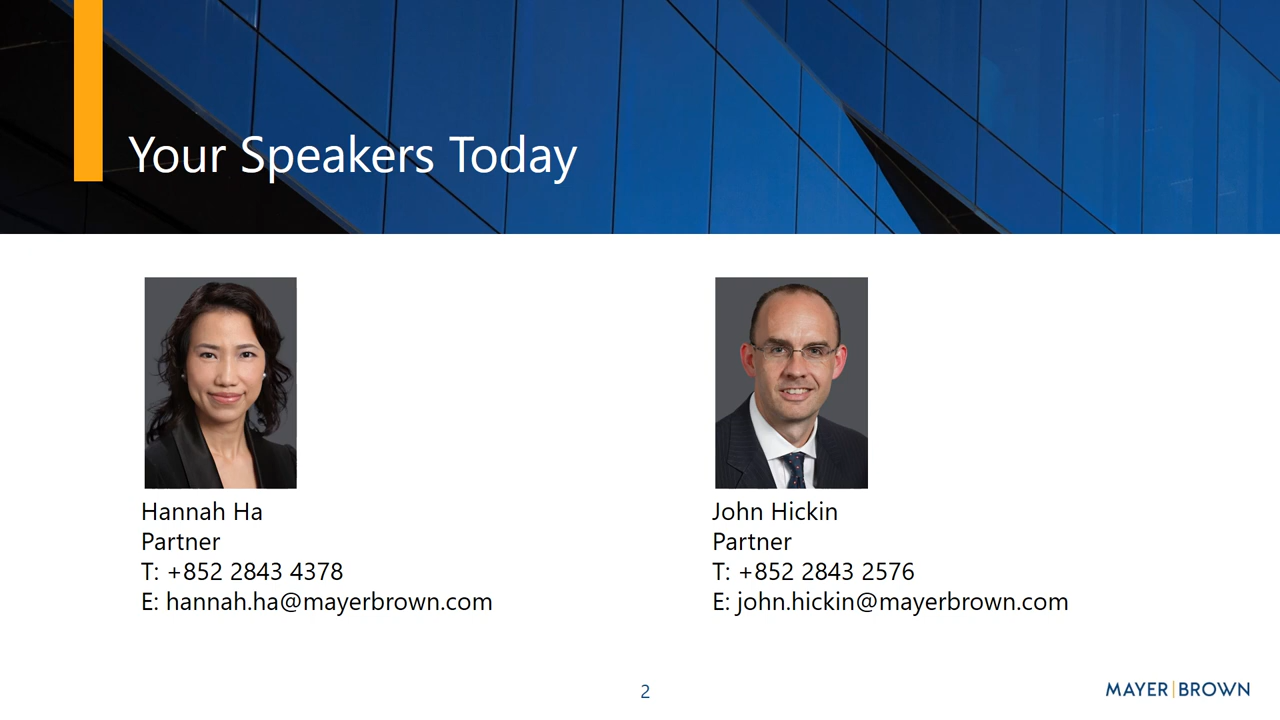 Your Speakers Today
Hannah Ha
Partner
T: +852 2843 4378
E: hannah.ha@mayerbrown.com
John Hickin
Partner
T: +852 2843 2576
E: john.hickin@mayerbrown.com
2
MAYER|BROWN